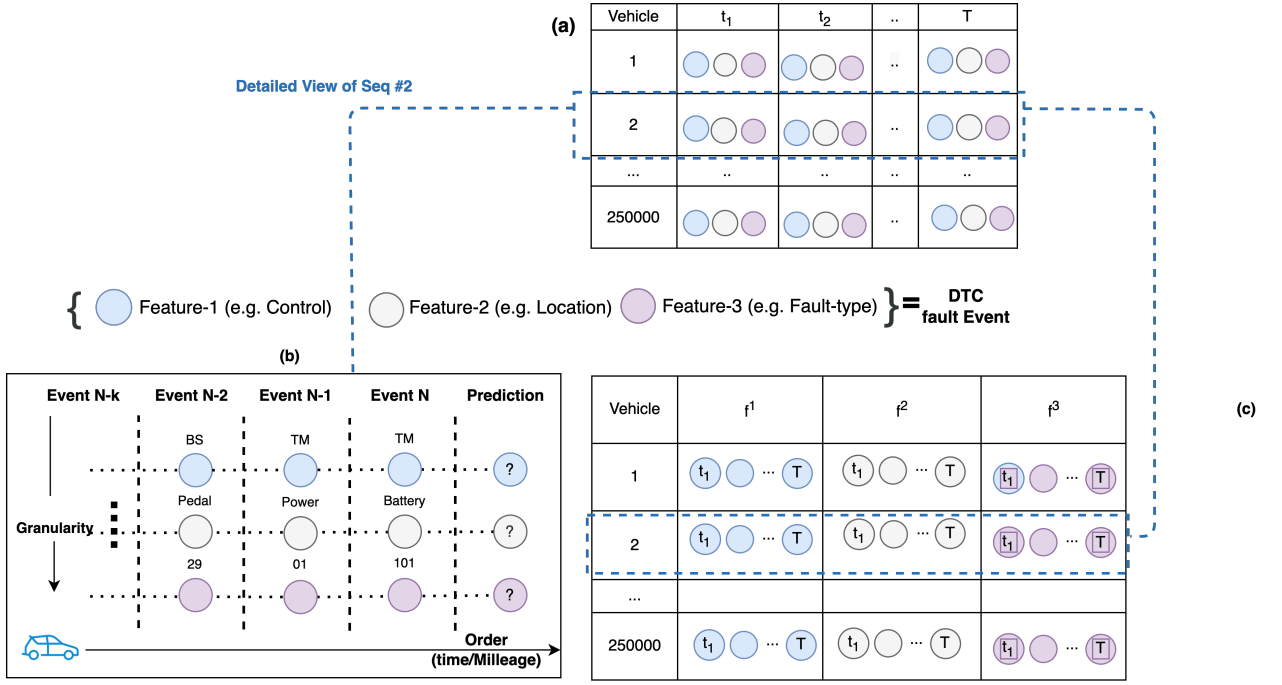 (a)
Vehicle t₁ t₂ .. T
1 ..
Detailed View of Seq #2
2 ..
... .. .. .. ..
250000 ..
{ Feature-1 (e.g. Control) Feature-2 (e.g. Location) Feature-3 (e.g. Fault-type) } = DTC
fault Event
(b)
Event N-k Event N-2 Event N-1 Event N Prediction
BS TM TM
?
Pedal Power Battery
Granularity ?
29 01 101
?
Order
(time/Milleage)
(c)
Vehicle f¹ f² f³
1 t₁ ... T t₁ ... T t₁ ... T
2 t₁ ... T t₁ ... T t₁ ... T
...
250000 t₁ ... T t₁ ... T t₁ ... T